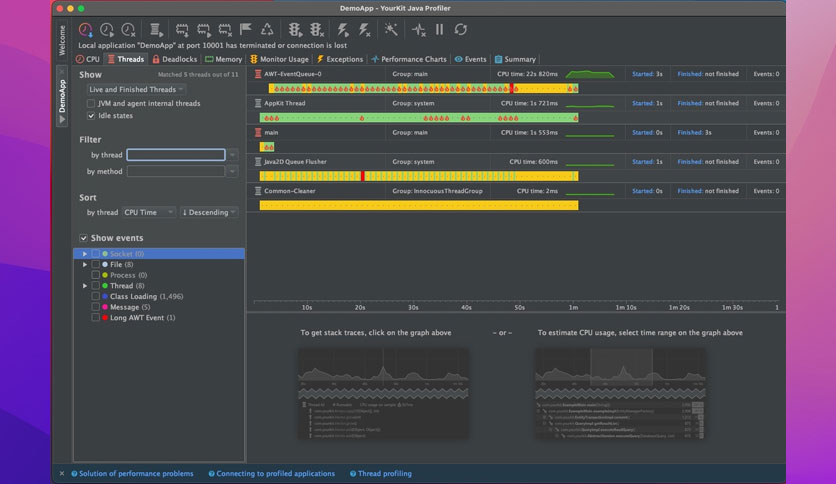 DemoApp - YourKit Java Profiler
Welcome
DemoApp
Local application "DemoApp" at port 10001 has terminated or connection is lost
CPU Threads Deadlocks Memory Monitor Usage Exceptions Performance Charts Events Summary
Show Matched 5 threads out of 11
Live and Finished Threads
JVM and agent internal threads
Idle states
Filter
by thread
by method
Sort
by thread CPU Time Descending
Show events
Socket (0)
File (8)
Process (0)
Thread (8)
Class Loading (1,496)
Message (5)
Long AWT Event (1)
AWT-EventQueue-0 Group: main CPU time: 22s 820ms Started: 3s Finished: not finished Events: 0
AppKit Thread Group: system CPU time: 1s 721ms Started: 1s Finished: not finished Events: 0
main Group: main CPU time: 1s 553ms Started: 0s Finished: 3s Events: 0
Java2D Queue Flusher Group: system CPU time: 600ms Started: 1s Finished: not finished Events: 0
Common-Cleaner Group: InnocuousThreadGroup CPU time: 2ms Started: 0s Finished: not finished Events: 0
10s 20s 30s 40s 50s 1m 1m 10s 1m 20s 1m 30s 1
To get stack traces, click on the graph above - or - To estimate CPU usage, select time range on the graph above
Solution of performance problems Connecting to profiled applications Thread profiling